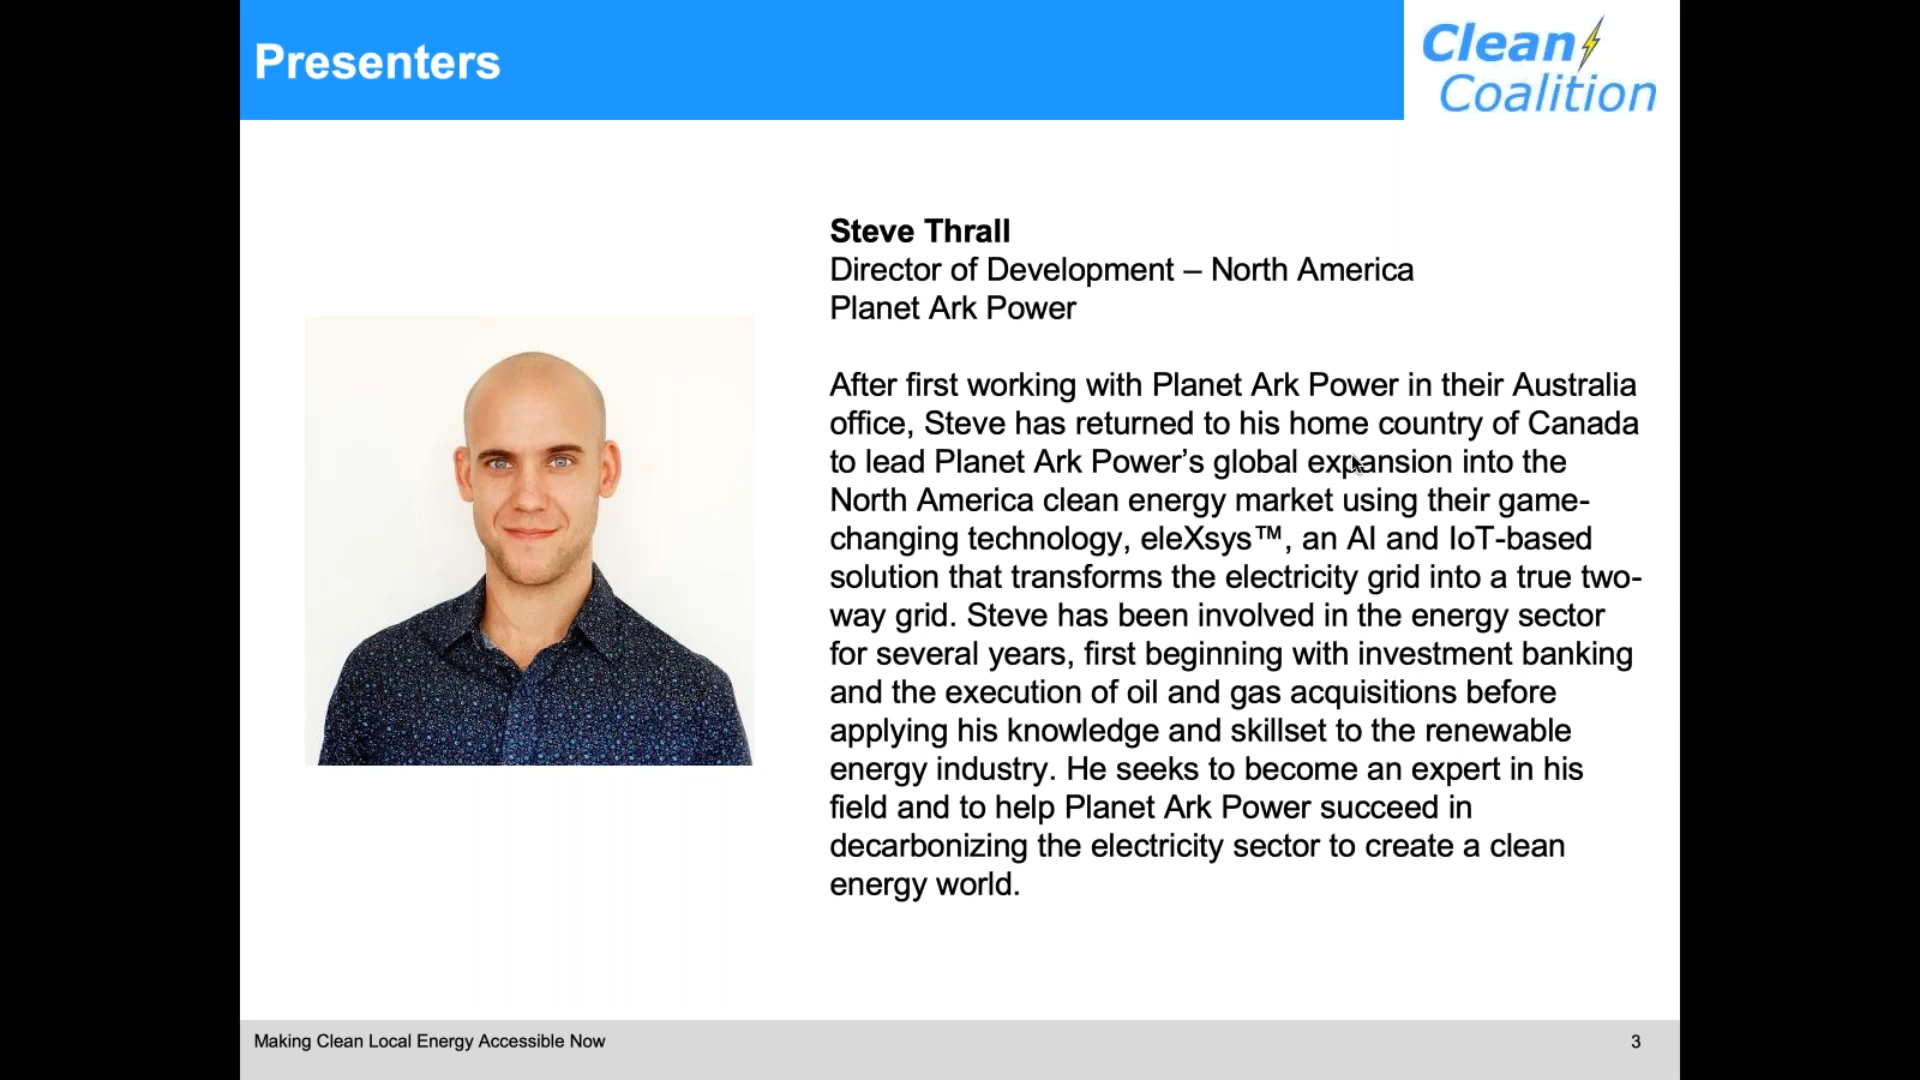 Presenters
Clean
Coalition
Steve Thrall
Director of Development – North America
Planet Ark Power
After first working with Planet Ark Power in their Australia
office, Steve has returned to his home country of Canada
to lead Planet Ark Power’s global expansion into the
North America clean energy market using their game-
changing technology, eleXsys™, an AI and IoT-based
solution that transforms the electricity grid into a true two-
way grid. Steve has been involved in the energy sector
for several years, first beginning with investment banking
and the execution of oil and gas acquisitions before
applying his knowledge and skillset to the renewable
energy industry. He seeks to become an expert in his
field and to help Planet Ark Power succeed in
decarbonizing the electricity sector to create a clean
energy world.
Making Clean Local Energy Accessible Now
3